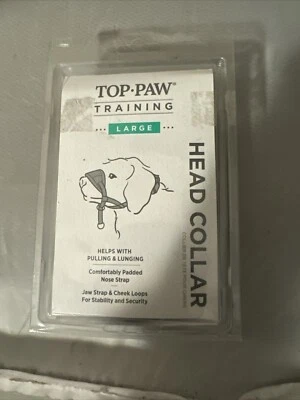 TOP·PAW®
TRAINING
LARGE
HEAD COLLAR
HELPS WITH
PULLING & LUNGING
Comfortably Padded
Nose Strap
Jaw Strap & Cheek Loops
For Stability and Security